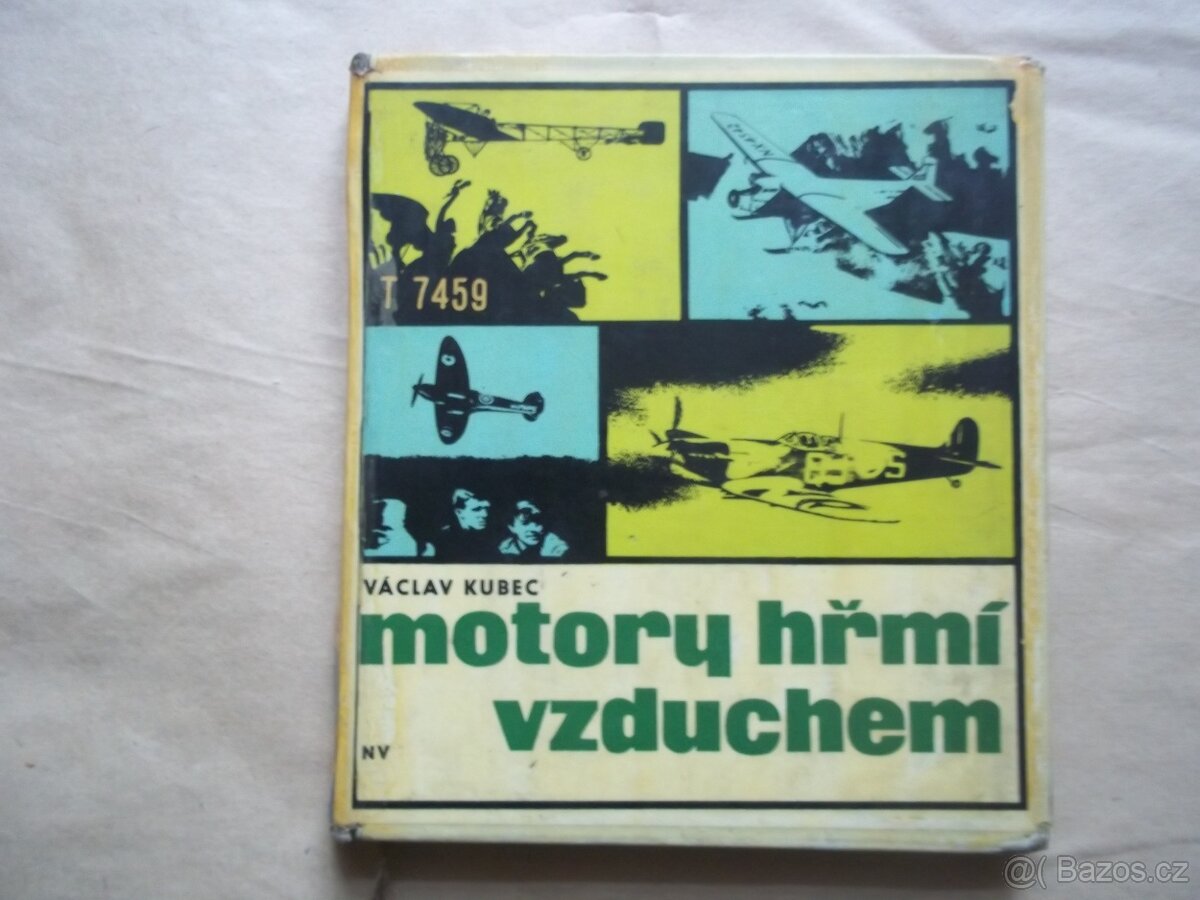 T 7459
VÁCLAV KUBEC
motory hřmí
vzduchem
NV
@( Bazos.cz